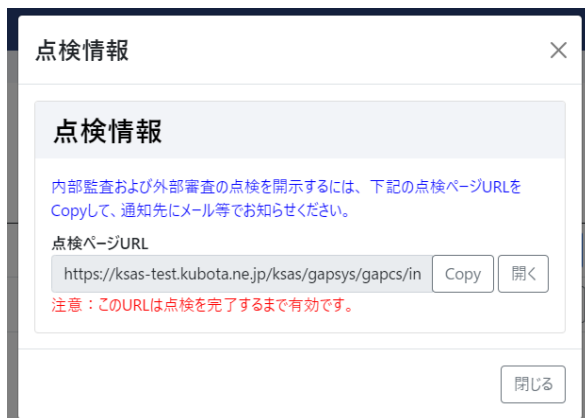 点検情報
点検情報
内部監査および外部審査の点検を開示するには、下記の点検ページURLを
Copyして、通知先にメール等でお知らせください。
点検ページURL
https://ksas-test.kubota.ne.jp/ksas/gapsys/gapcs/in Copy 開く
注意：このURLは点検を完了するまで有効です。
閉じる